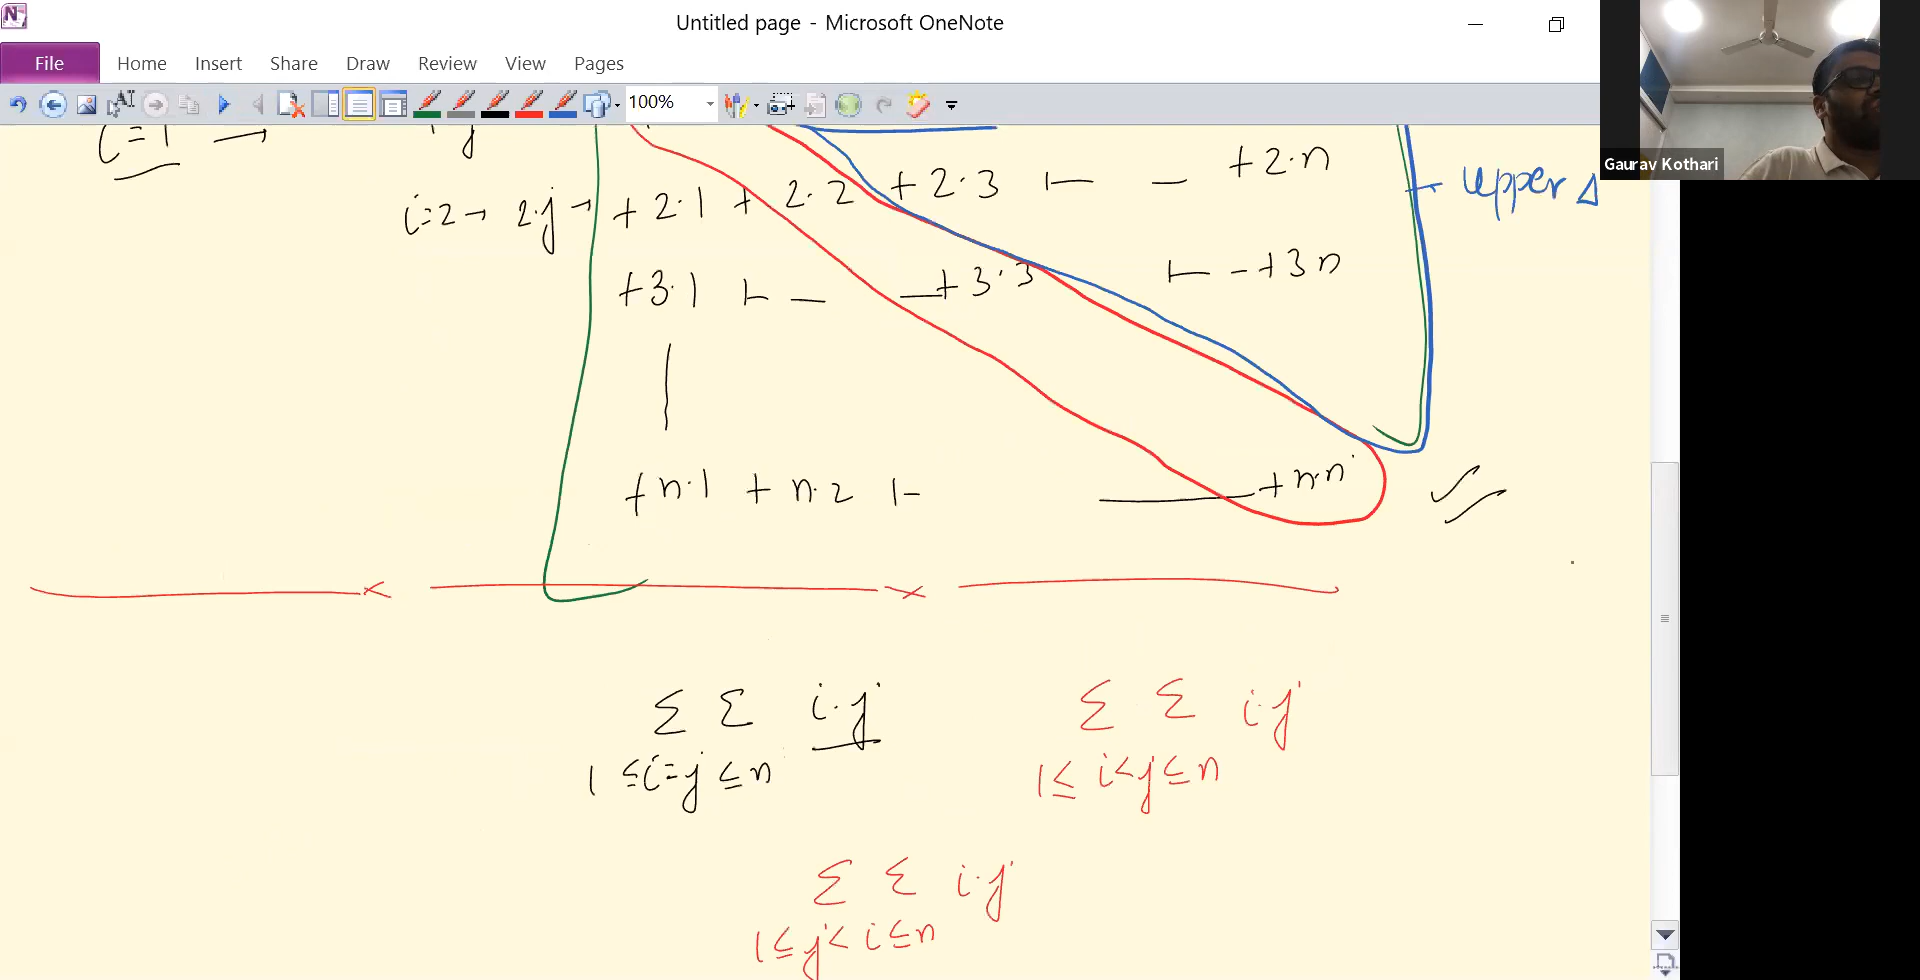 Untitled page - Microsoft OneNote
File Home Insert Share Draw Review View Pages
100%
Gaurav Kothari
i=1 →
i=2 → 2·j → +2·1 + 2·2 +2·3 + — — +2·n
upper Δ
+3·1 + — — +3·3 + — - +3n
+n·1 + n·2 + — +n·n
Σ Σ i·j
1 ≤ i=j ≤ n
Σ Σ i·j
1 ≤ i<j ≤ n
Σ Σ i·j
1 ≤ j < i ≤ n